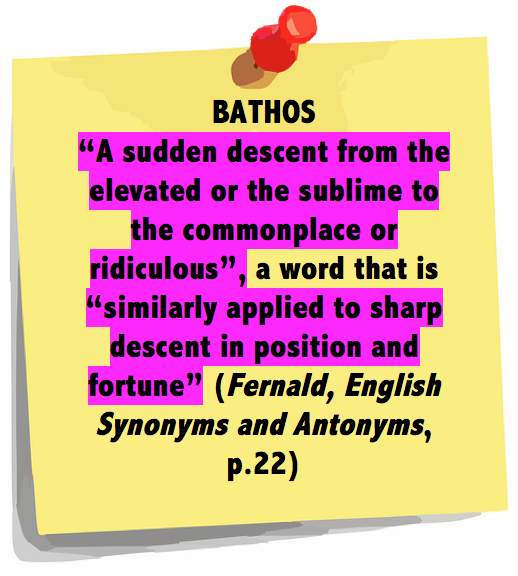 BATHOS
“A sudden descent from the
elevated or the sublime to
the commonplace or
ridiculous”, a word that is
“similarly applied to sharp
descent in position and
fortune” (Fernald, English
Synonyms and Antonyms,
p.22)